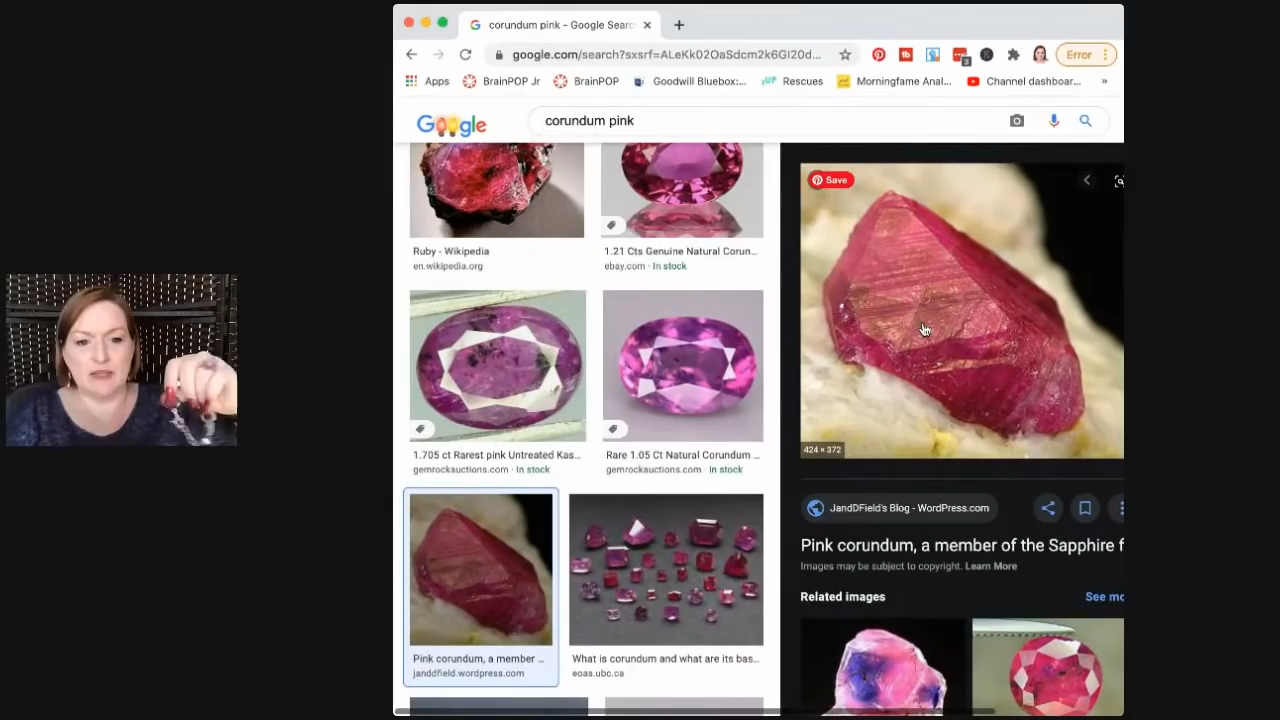 corundum pink - Google Searc
google.com/search?sxsrf=ALeKk02OaSdcm2k6GI20d...
Error
Apps
BrainPOP Jr
BrainPOP
Goodwill Bluebox:...
UP
Rescues
Morningfame Anal...
Channel dashboar...
»
Google
corundum pink
Ruby - Wikipedia
en.wikipedia.org
1.21 Cts Genuine Natural Corun...
ebay.com · In stock
1.705 ct Rarest pink Untreated Kas...
gemrockauctions.com · In stock
Rare 1.05 Ct Natural Corundum ...
gemrockauctions.com · In stock
Pink corundum, a member ...
janddfield.wordpress.com
What is corundum and what are its bas...
eoas.ubc.ca
Save
424 × 372
JandDField's Blog - WordPress.com
Pink corundum, a member of the Sapphire f
Images may be subject to copyright. Learn More
Related images
See mo